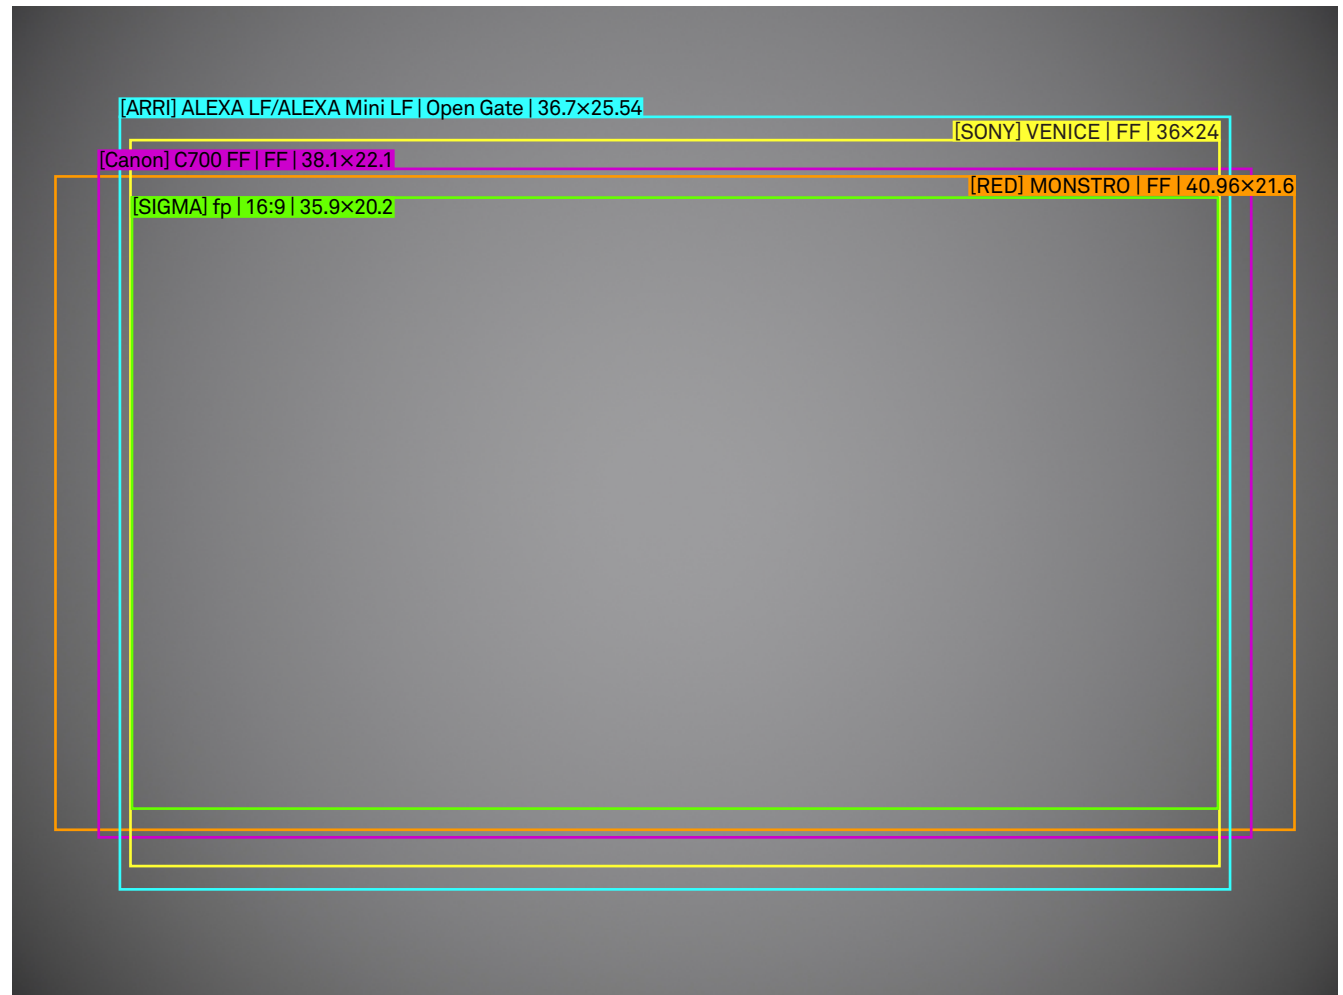 [ARRI] ALEXA LF/ALEXA Mini LF | Open Gate | 36.7×25.54
[SONY] VENICE | FF | 36×24
[Canon] C700 FF | FF | 38.1×22.1
[RED] MONSTRO | FF | 40.96×21.6
[SIGMA] fp | 16:9 | 35.9×20.2